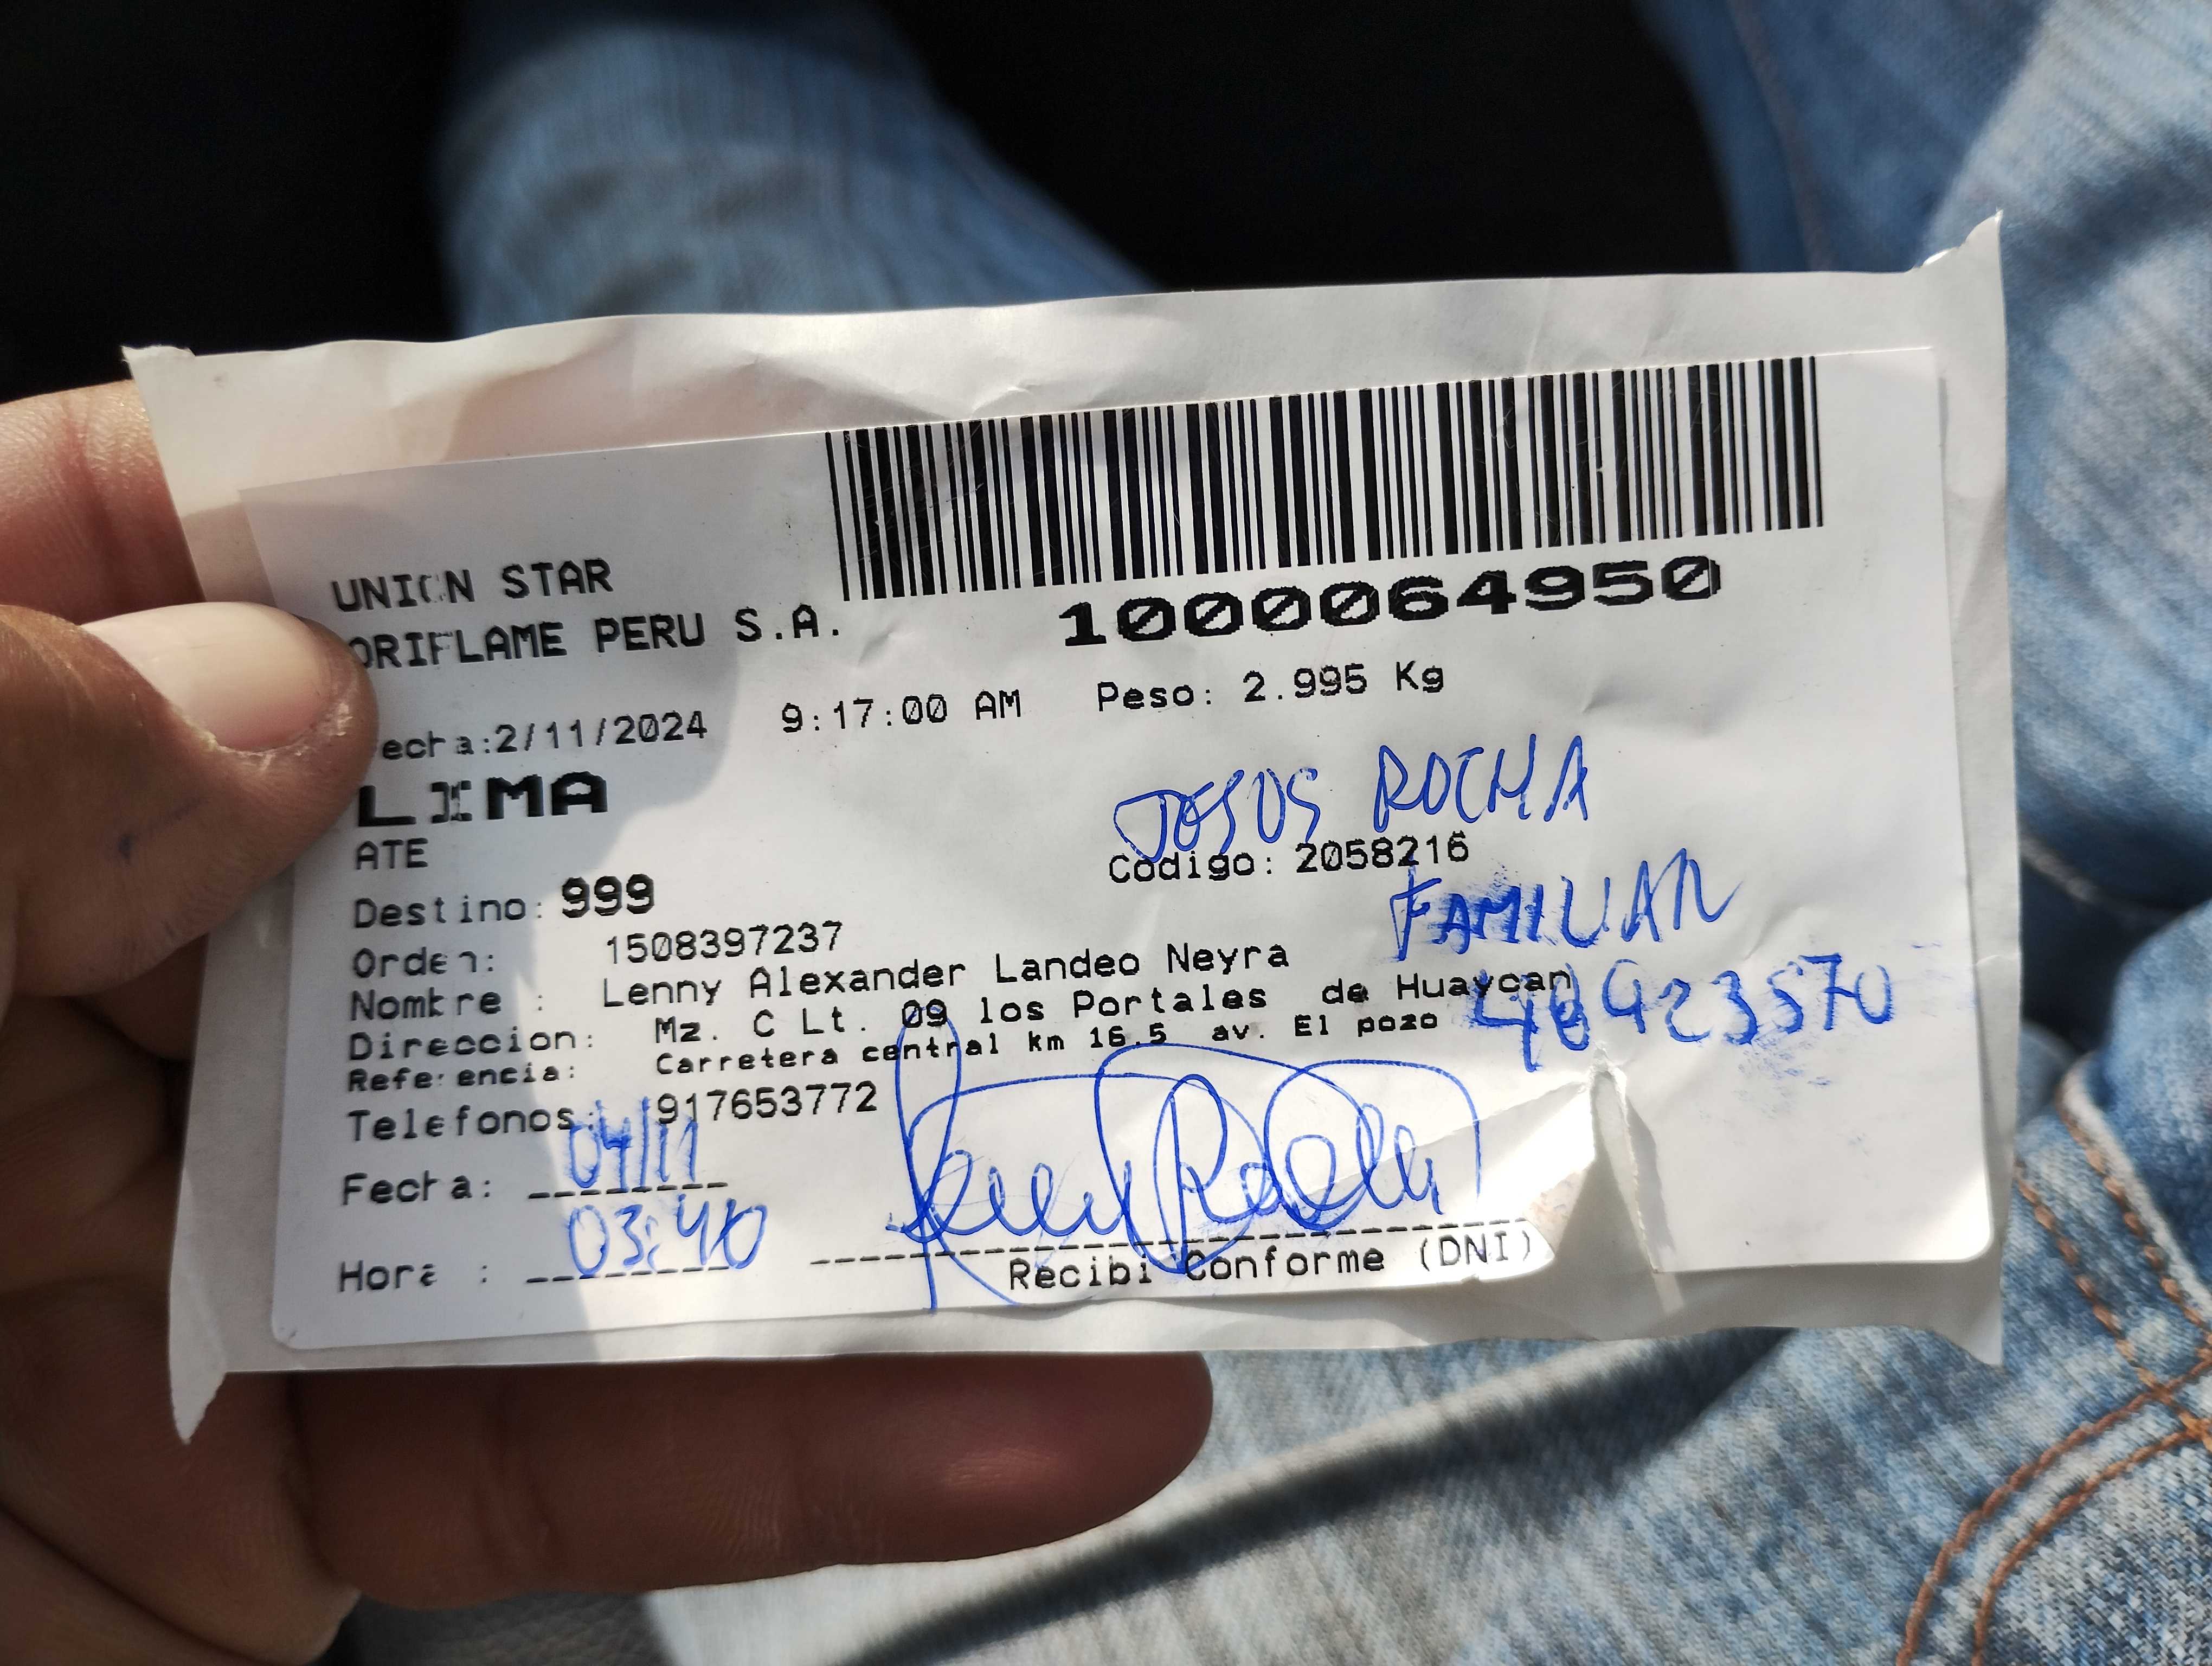 UNION STAR
ORIFLAME PERU S.A.
1000064950
echa:2/11/2024 9:17:00 AM Peso: 2.995 Kg
LIMA
JESUS ROCHA
ATE
Codigo: 2058216
Destino: 999
FAMILIAR
Orden: 1508397237
Nombre : Lenny Alexander Landeo Neyra
Direccion: Mz. C Lt. 09 los Portales de Huaycan
Referencia: Carretera central km 16.5 av. El pozo
Telefonos: 917653772
Fecha: 04/11
Hora : 03:40
Recibi Conforme (DNI)